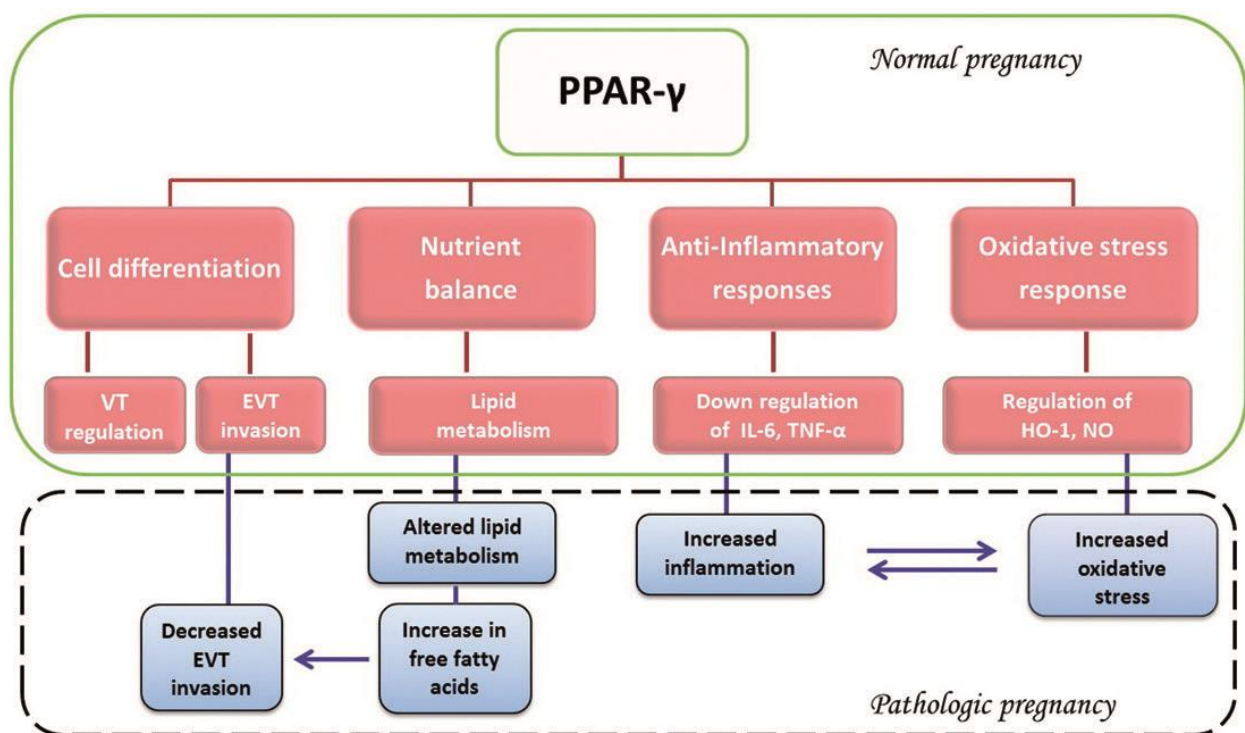 Normal pregnancy
PPAR-γ
Cell differentiation
Nutrient
balance
Anti-Inflammatory
responses
Oxidative stress
response
VT
regulation
EVT
invasion
Lipid
metabolism
Down regulation
of IL-6, TNF-α
Regulation of
HO-1, NO
Altered lipid
metabolism
Increased
inflammation
Increased
oxidative
stress
Decreased
EVT
invasion
Increase in
free fatty
acids
Pathologic pregnancy